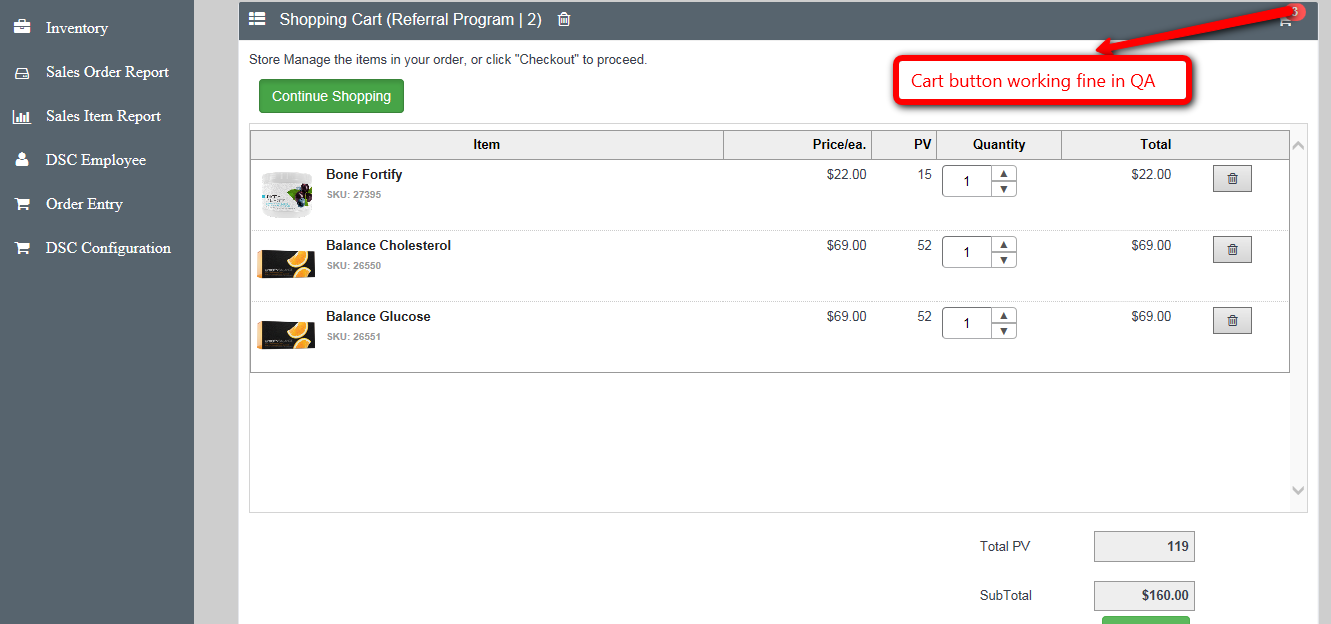 Inventory
Sales Order Report
Sales Item Report
DSC Employee
Order Entry
DSC Configuration
Shopping Cart (Referral Program | 2)
3
Store Manage the items in your order, or click "Checkout" to proceed.
Cart button working fine in QA
Continue Shopping
Item Price/ea. PV Quantity Total
Bone Fortify $22.00 15 1 $22.00
SKU: 27395
Balance Cholesterol $69.00 52 1 $69.00
SKU: 26550
Balance Glucose $69.00 52 1 $69.00
SKU: 26551
Total PV 119
SubTotal $160.00